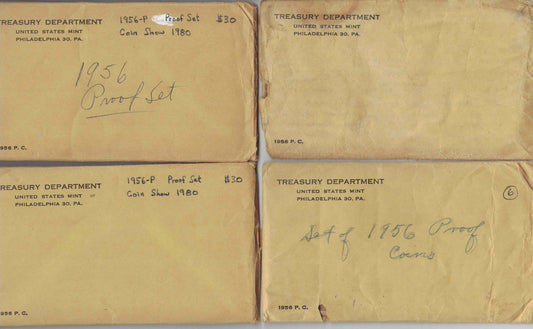 TREASURY DEPARTMENT
UNITED STATES MINT
PHILADELPHIA 30, PA.
1956-P Proof Set $30
Coin Show 1980
1956
Proof Set
1956 P. C.
TREASURY DEPARTMENT
UNITED STATES MINT
PHILADELPHIA 30, PA.
1956 P. C.
TREASURY DEPARTMENT
UNITED STATES MINT
PHILADELPHIA 30, PA.
1956-P Proof Set $30
Coin Show 1980
1956 P. C.
TREASURY DEPARTMENT
UNITED STATES MINT
PHILADELPHIA 30, PA.
6
Set of 1956 Proof
Coins
1956 P. C.